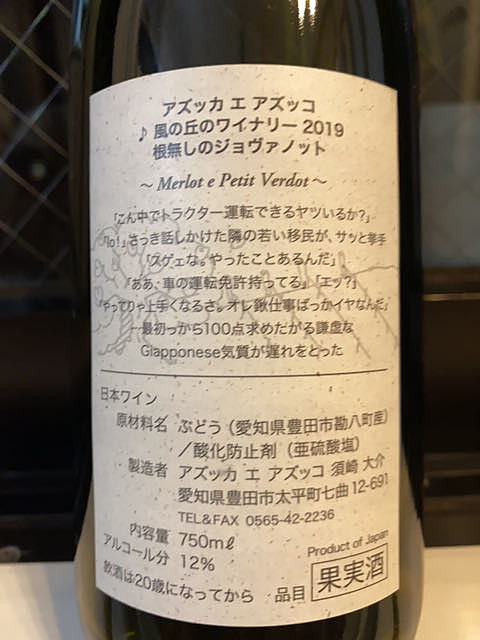 アズッカ エ アズッコ
♪ 風の丘のワイナリー 2019
根無しのジョヴァノット
～ Merlot e Petit Verdot ～
「こん中でトラクター運転できるヤツいるか?」
「Io!」さっき話しかけた隣の若い移民が、サッと挙手
「スゲェな。やったことあるんだ」
「ああ、車の運転免許持ってる」「エッ?」
「やってりゃ上手くなるさ。オレ鍬仕事ばっかイヤなんだ」
…最初っから100点求めたがる謙虚な
Giapponese気質が遅れをとった
日本ワイン
原材料名 ぶどう（愛知県豊田市勘八町産）
／酸化防止剤（亜硫酸塩）
製造者 アズッカ エ アズッコ 須崎 大介
愛知県豊田市太平町七曲12-691
TEL&FAX 0565-42-2236
内容量 750mℓ
アルコール分 12%
Product of Japan
飲酒は20歳になってから 品目 果実酒